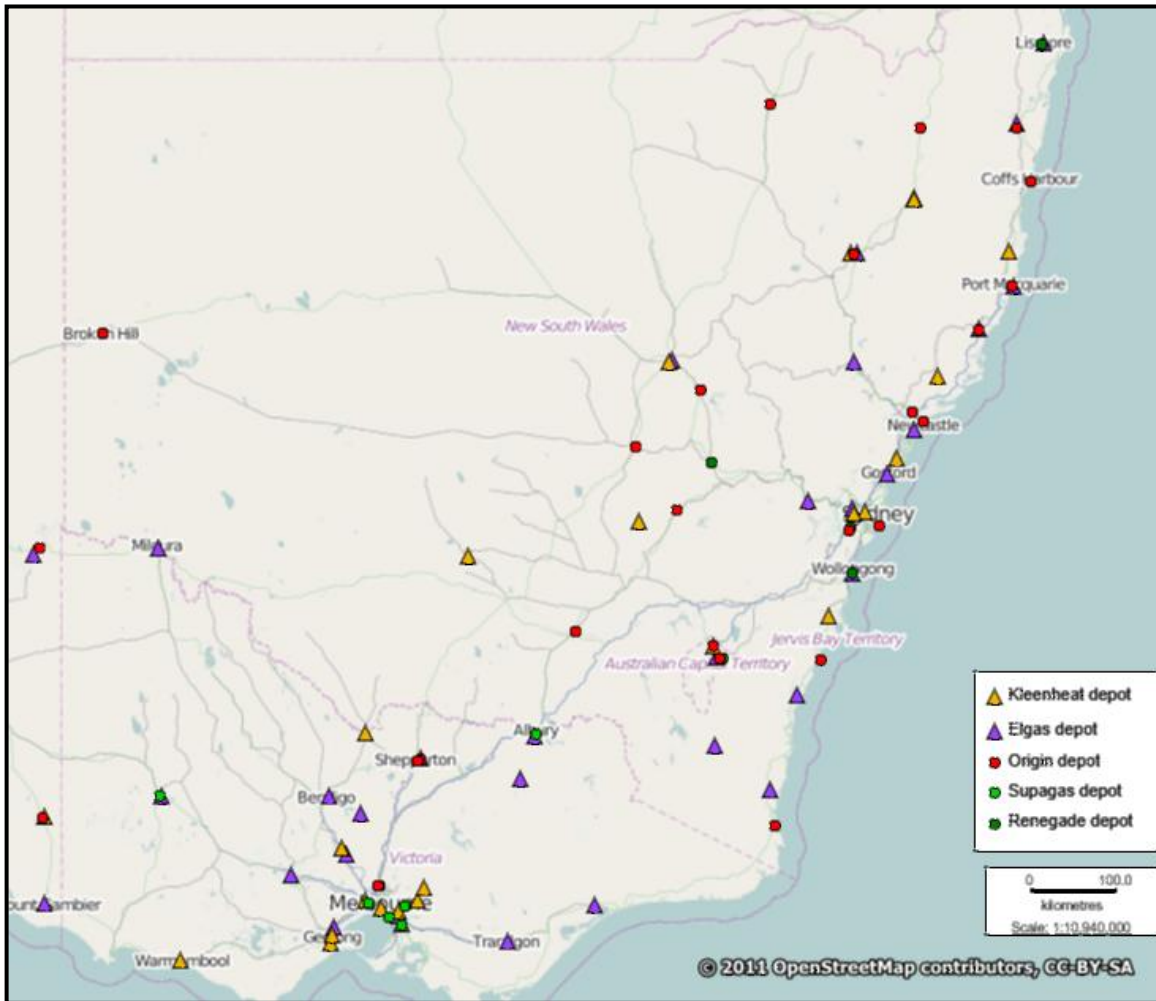 Lismore
Coffs Harbour
Port Macquarie
New South Wales
Broken Hill
Newcastle
Gosford
Sydney
Mildura
Wollongong
Jervis Bay Territory
Australian Capital Territory
Kleenheat depot
Elgas depot
Origin depot
Supagas depot
Renegade depot
Albury
Shepparton
Bendigo
Victoria
0 100.0
kilometres
Scale: 1:10,940,000
Melbourne
ount Gambier
Geelong
Traralgon
Warrnambool
© 2011 OpenStreetMap contributors, CC-BY-SA